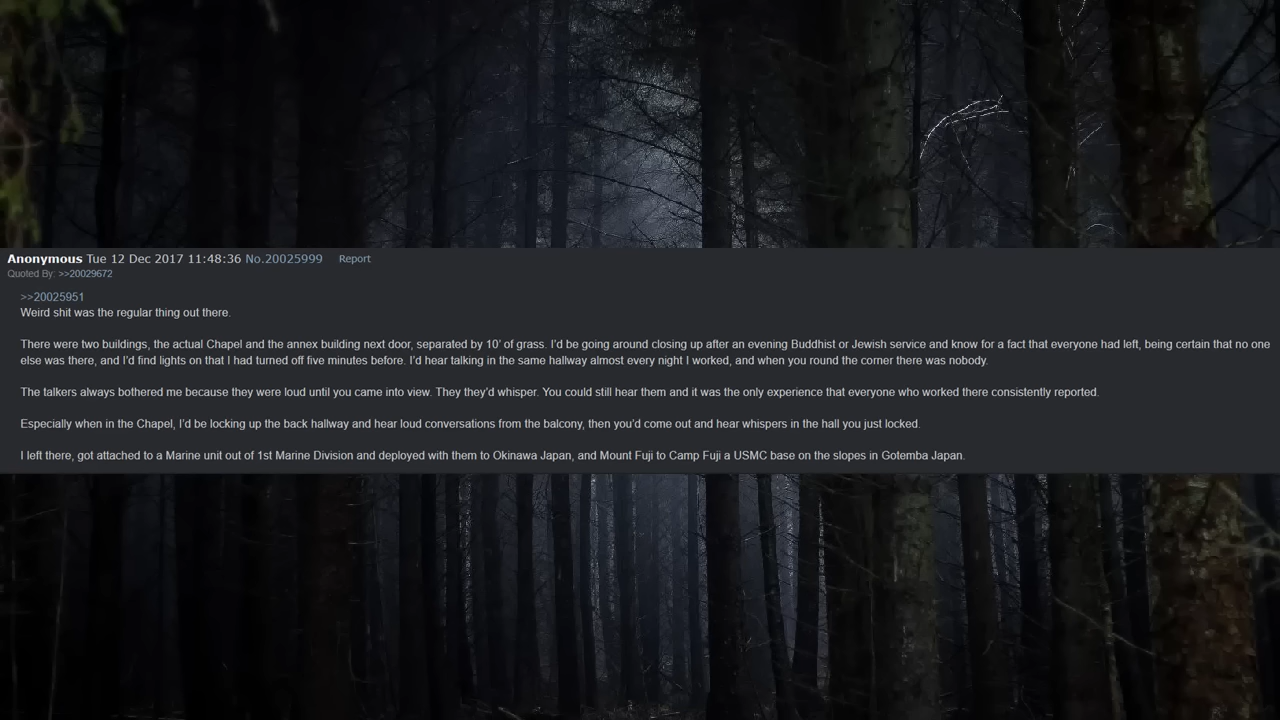 Anonymous Tue 12 Dec 2017 11:48:36 No.20025999 Report
Quoted By: >>20029672
>>20025951
Weird shit was the regular thing out there.
There were two buildings, the actual Chapel and the annex building next door, separated by 10' of grass. I'd be going around closing up after an evening Buddhist or Jewish service and know for a fact that everyone had left, being certain that no one
else was there, and I'd find lights on that I had turned off five minutes before. I'd hear talking in the same hallway almost every night I worked, and when you round the corner there was nobody.
The talkers always bothered me because they were loud until you came into view. They they'd whisper. You could still hear them and it was the only experience that everyone who worked there consistently reported.
Especially when in the Chapel, I'd be locking up the back hallway and hear loud conversations from the balcony, then you'd come out and hear whispers in the hall you just locked.
I left there, got attached to a Marine unit out of 1st Marine Division and deployed with them to Okinawa Japan, and Mount Fuji to Camp Fuji a USMC base on the slopes in Gotemba Japan.